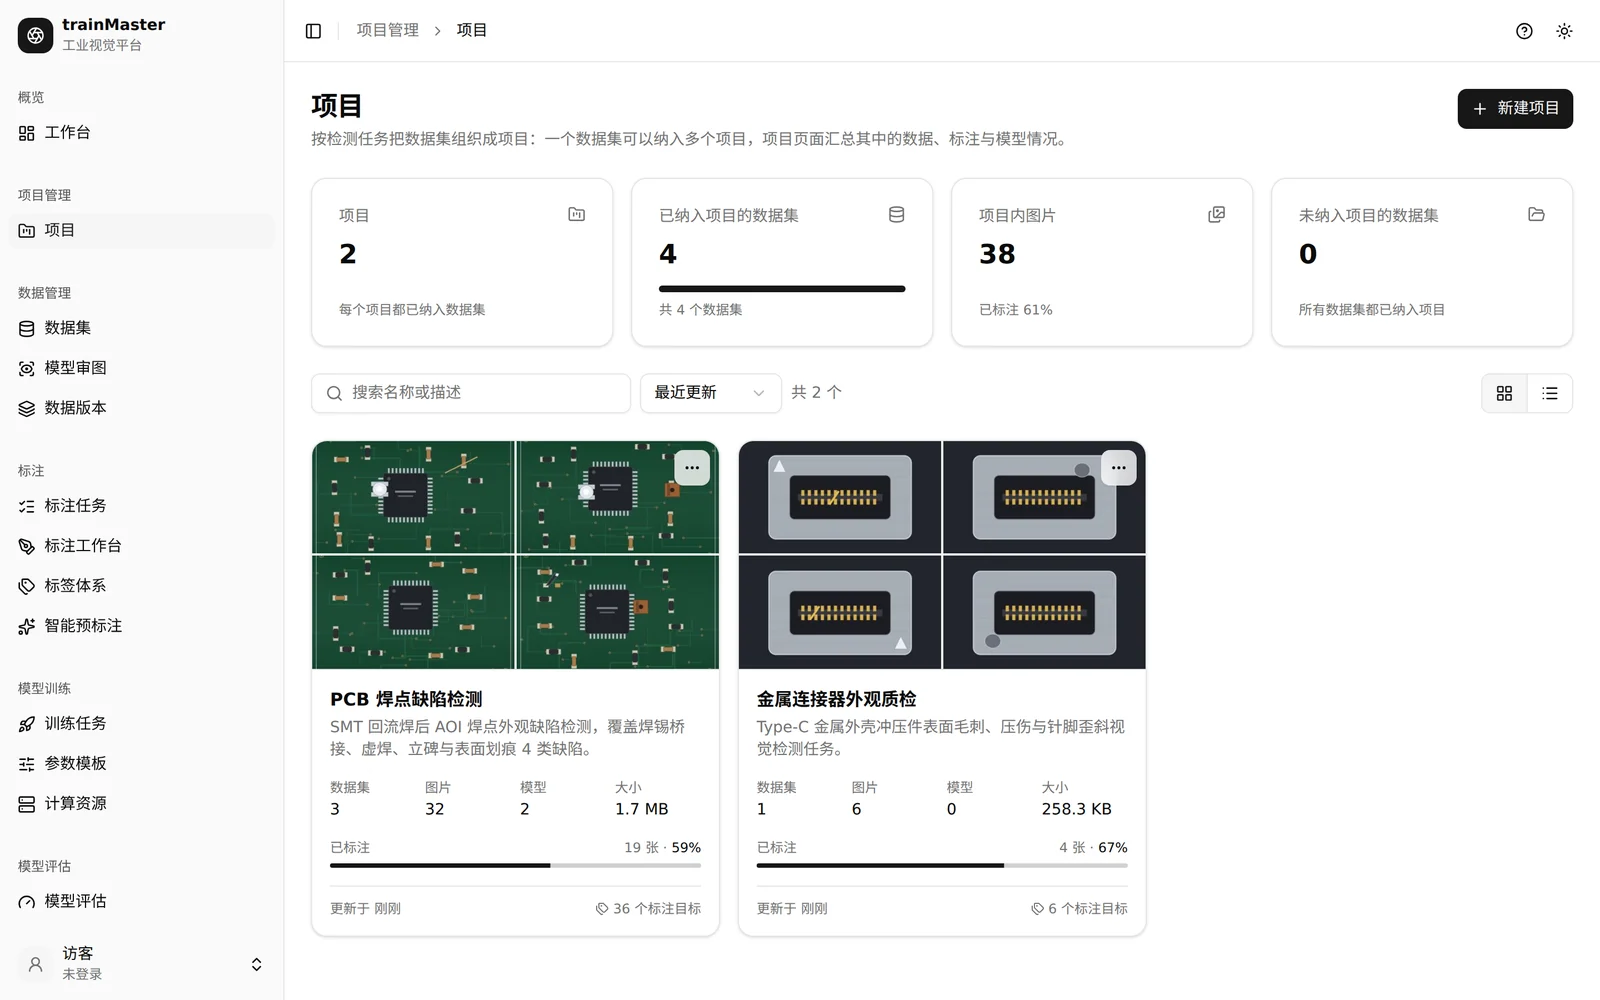 trainMaster
工业视觉平台
概览
工作台
项目管理
项目
数据管理
数据集
模型审图
数据版本
标注
标注任务
标注工作台
标签体系
智能预标注
模型训练
训练任务
参数模板
计算资源
模型评估
模型评估
访客
未登录
项目管理 > 项目
项目
按检测任务把数据集组织成项目：一个数据集可以纳入多个项目，项目页面汇总其中的数据、标注与模型情况。
+ 新建项目
项目
2
每个项目都已纳入数据集
已纳入项目的数据集
4
共 4 个数据集
项目内图片
38
已标注 61%
未纳入项目的数据集
0
所有数据集都已纳入项目
搜索名称或描述
最近更新
共 2 个
PCB 焊点缺陷检测
SMT 回流焊后 AOI 焊点外观缺陷检测，覆盖焊锡桥
接、虚焊、立碑与表面划痕 4 类缺陷。
数据集 图片 模型 大小
3 32 2 1.7 MB
已标注 19 张 · 59%
更新于 刚刚 36 个标注目标
金属连接器外观质检
Type-C 金属外壳冲压件表面毛刺、压伤与针脚歪斜视
觉检测任务。
数据集 图片 模型 大小
1 6 0 258.3 KB
已标注 4 张 · 67%
更新于 刚刚 6 个标注目标